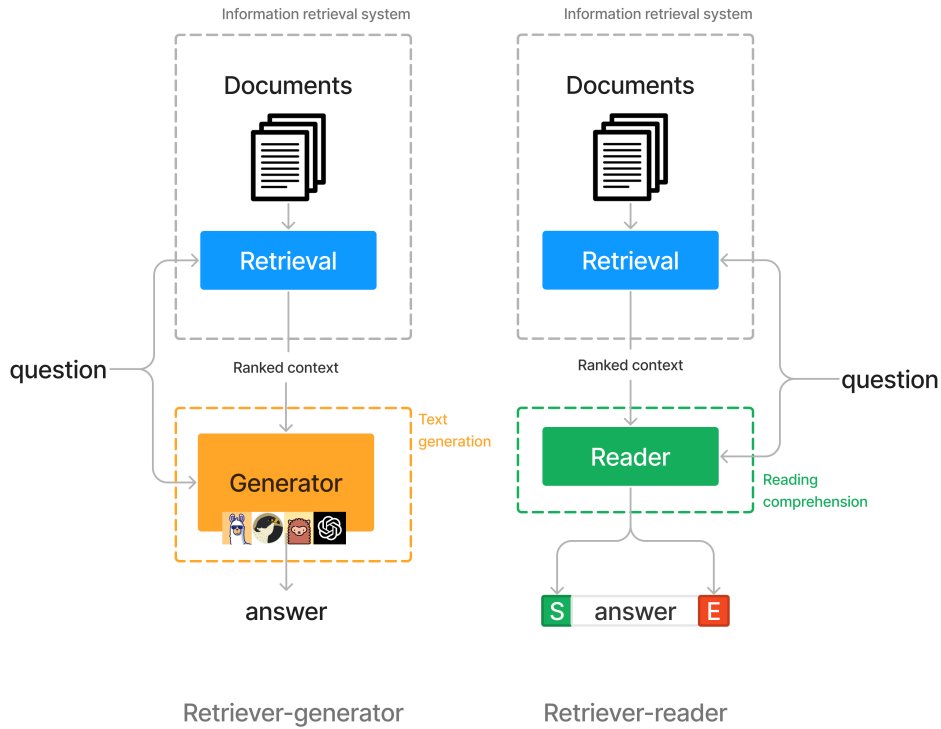 Information retrieval system
Documents
Retrieval
question
Ranked context
Text
generation
Generator
answer
Retriever-generator
Information retrieval system
Documents
Retrieval
question
Ranked context
Reader
Reading
comprehension
S answer E
Retriever-reader